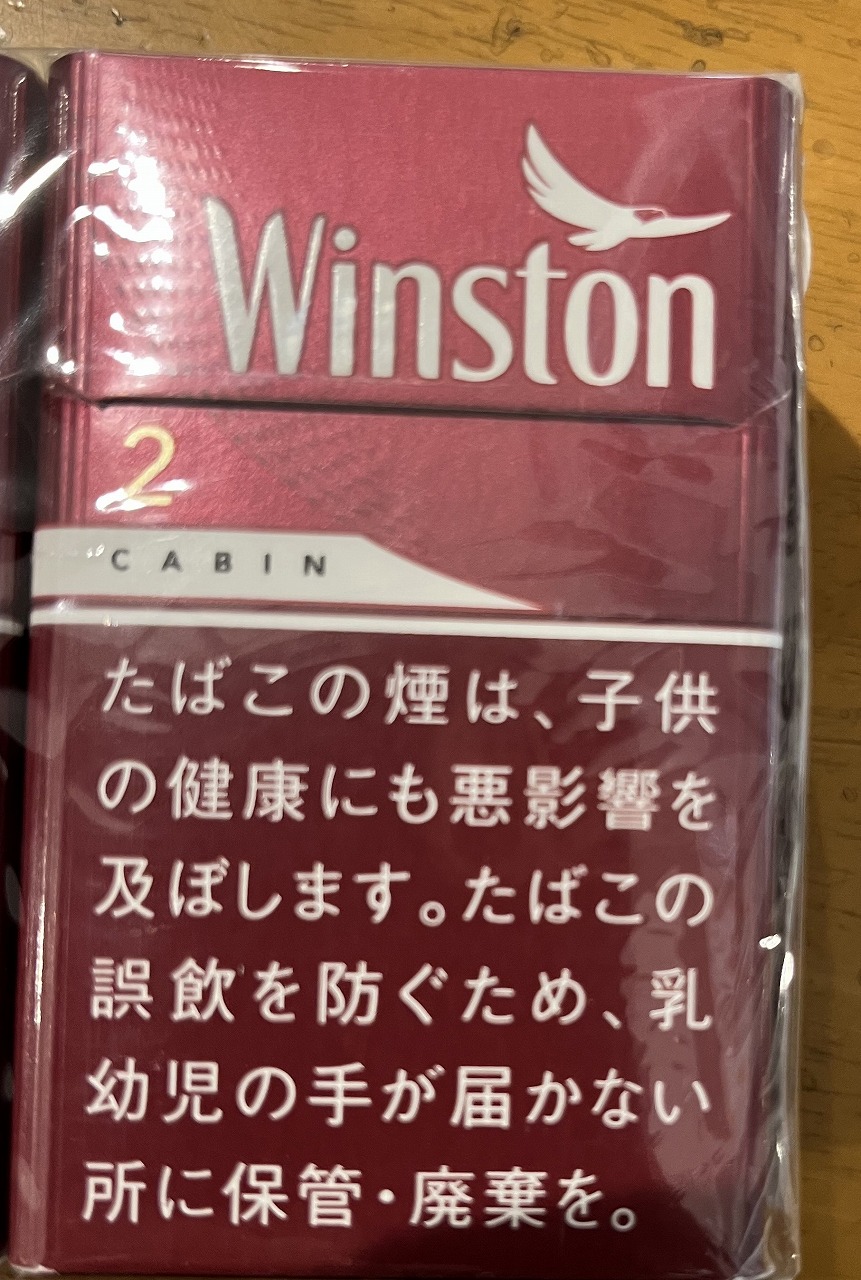 Winston
2
CABIN
たばこの煙は、子供
の健康にも悪影響を
及ぼします。たばこの
誤飲を防ぐため、乳
幼児の手が届かない
所に保管・廃棄を。